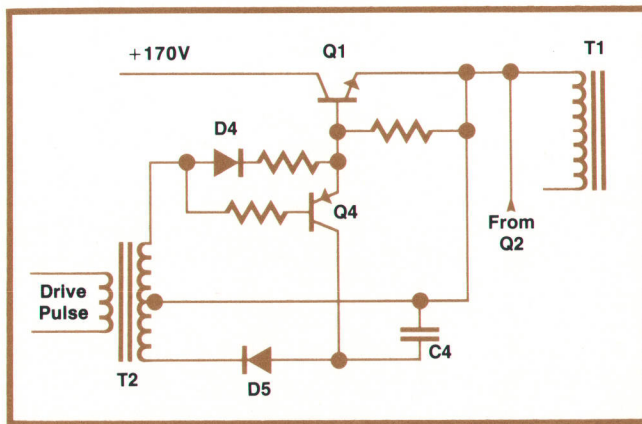 +170V
Q1
T1
D4
Q4
From
Q2
Drive
Pulse
T2
D5
C4